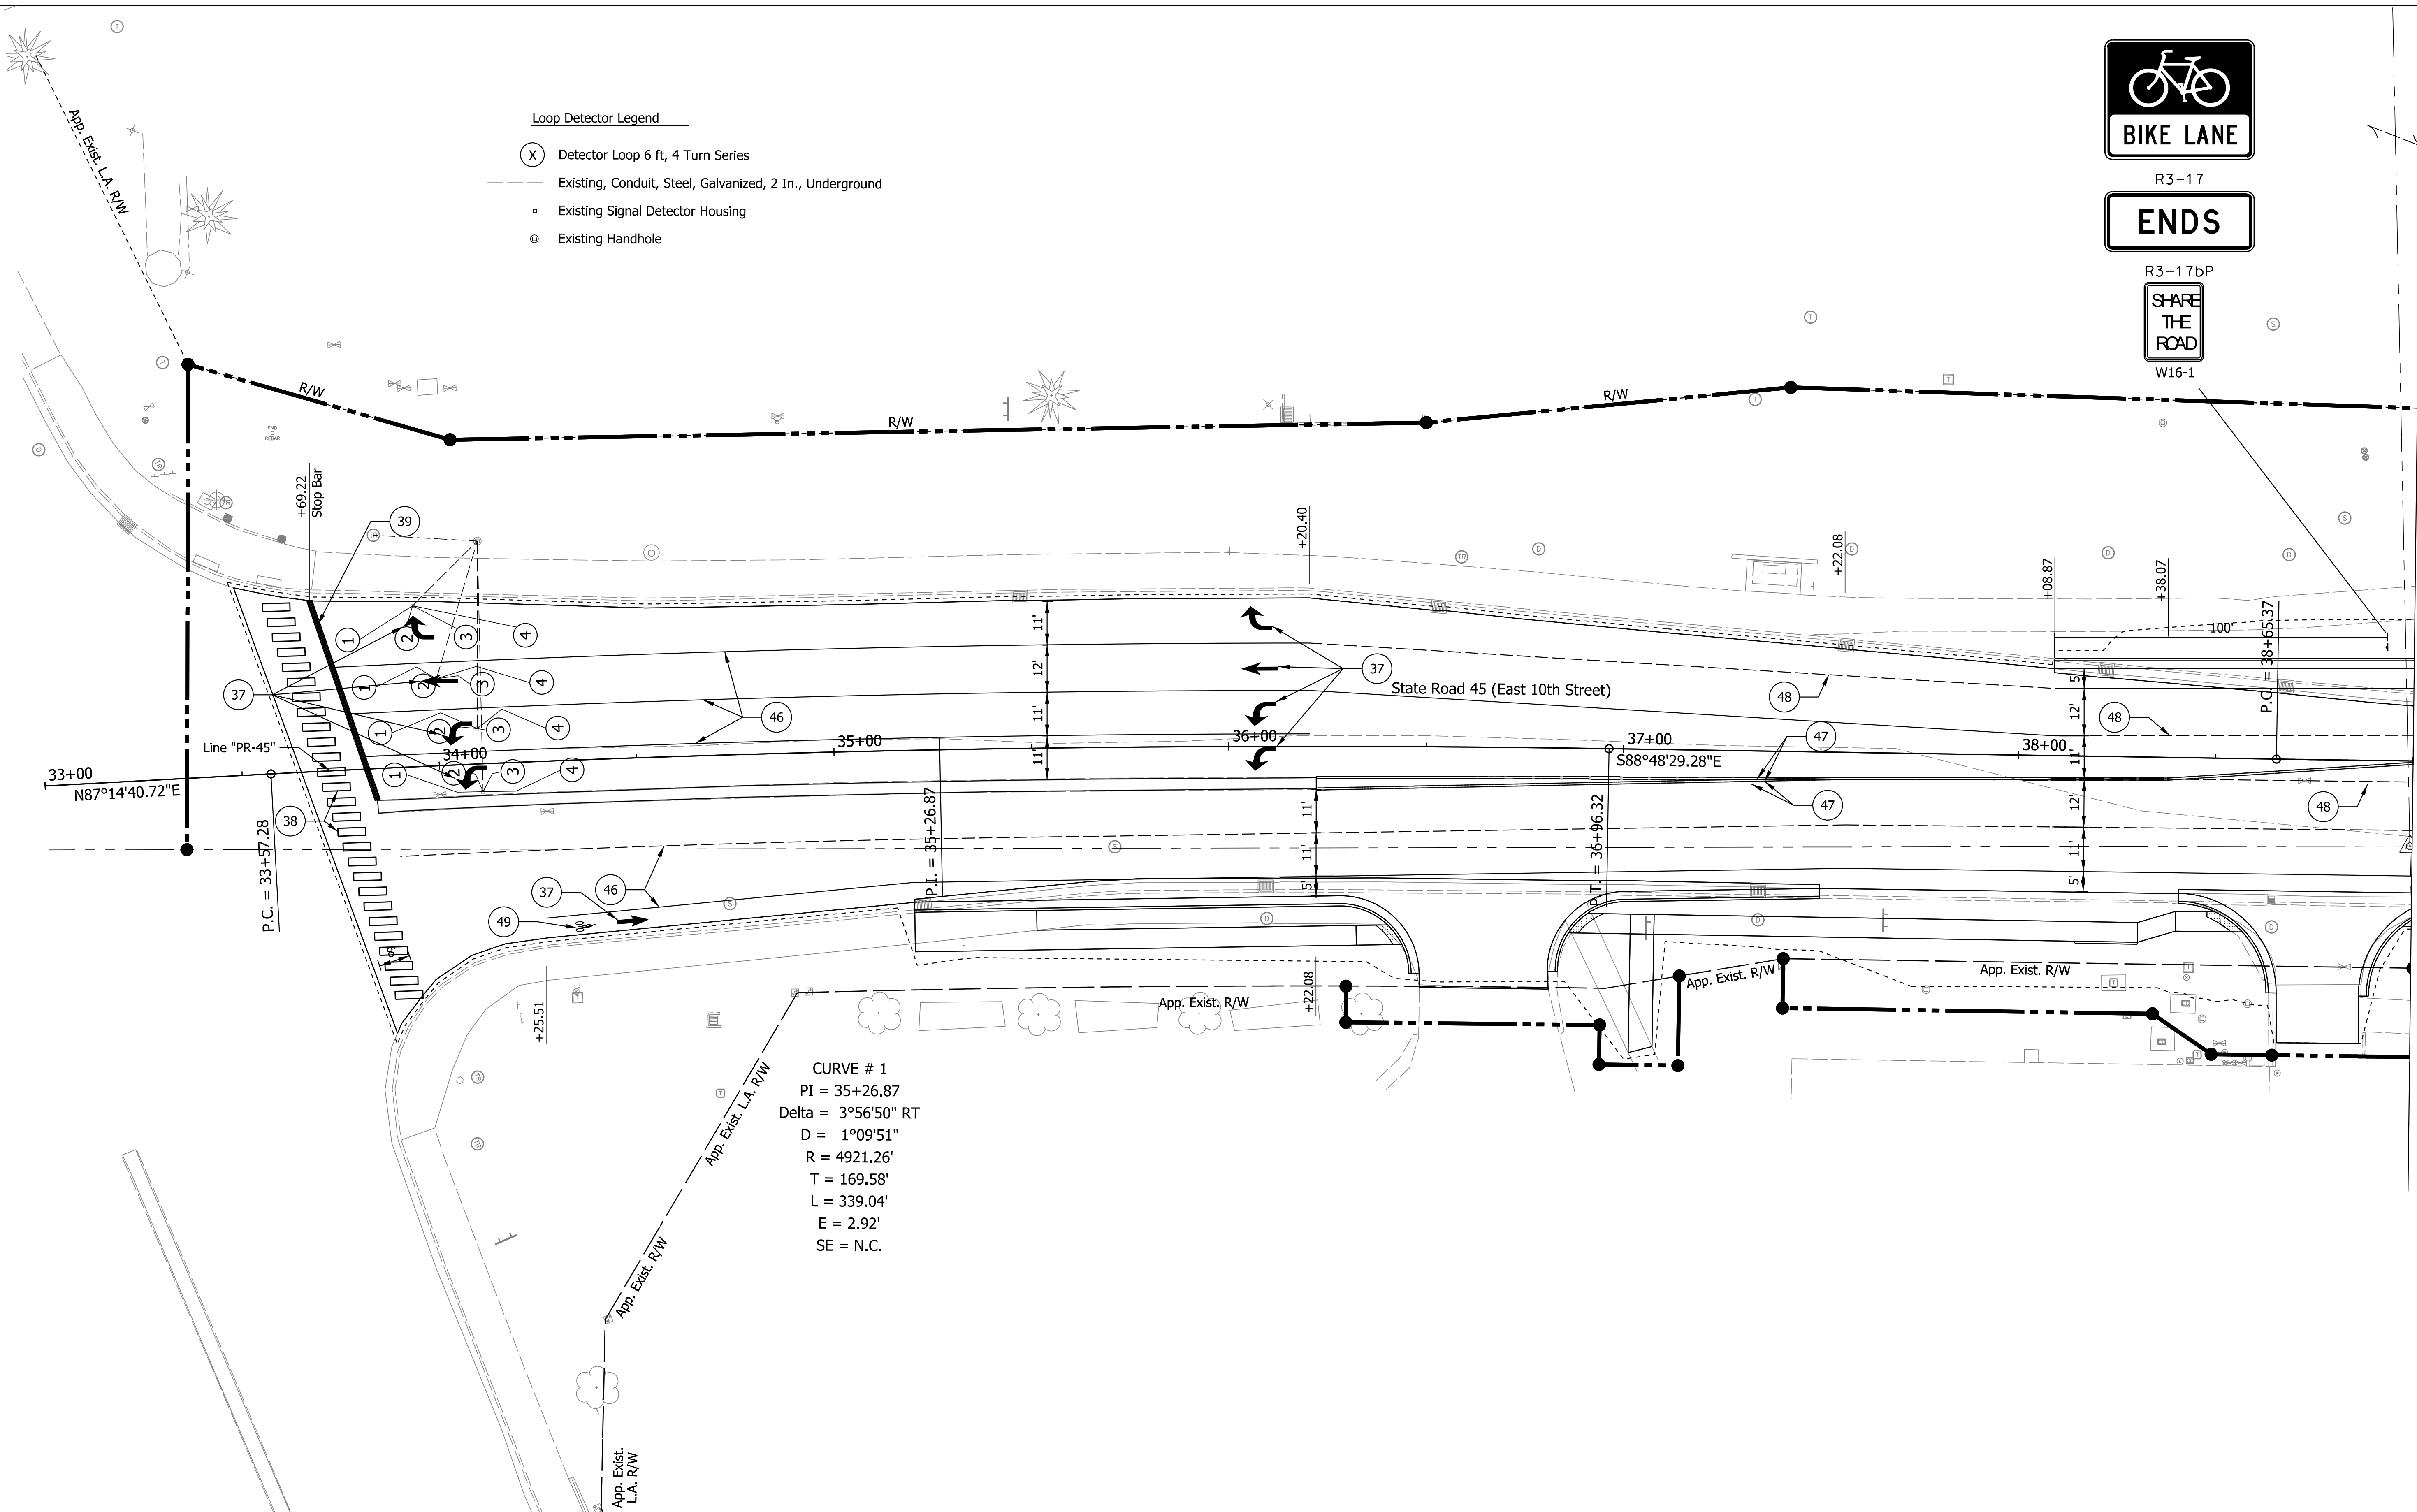 App. Exist. L.A. R/W
Loop Detector Legend
X Detector Loop 6 ft, 4 Turn Series
Existing, Conduit, Steel, Galvanized, 2 In., Underground
Existing Signal Detector Housing
Existing Handhole
BIKE LANE
R3-17
ENDS
R3-17bP
SHARE
THE
ROAD
W16-1
R/W
R/W
R/W
FND
REBAR
+69.22
Stop Bar
39
+20.40
+22.08
+08.87
+38.07
P.C. = 38+65.37
100'
1 2 3 4
1 2 3 4
1 2 3 4
1 2 3 4
37
11'
12'
11'
11'
37
State Road 45 (East 10th Street)
48
5'
12'
11'
12'
11'
5'
48
46
47
47
48
Line "PR-45"
33+00
34+00
35+00
36+00
37+00
38+00
N87°14'40.72"E
S88°48'29.28"E
38
P.C. = 33+57.28
P.I. = 35+26.87
P.T. = 36+96.32
11'
11'
5'
37
46
49
8'
+25.51
+22.08
App. Exist. R/W
App. Exist. R/W
App. Exist. R/W
App. Exist. L.A. R/W
App. Exist. R/W
App. Exist.
L.A. R/W
CURVE # 1
PI = 35+26.87
Delta = 3°56'50" RT
D = 1°09'51"
R = 4921.26'
T = 169.58'
L = 339.04'
E = 2.92'
SE = N.C.